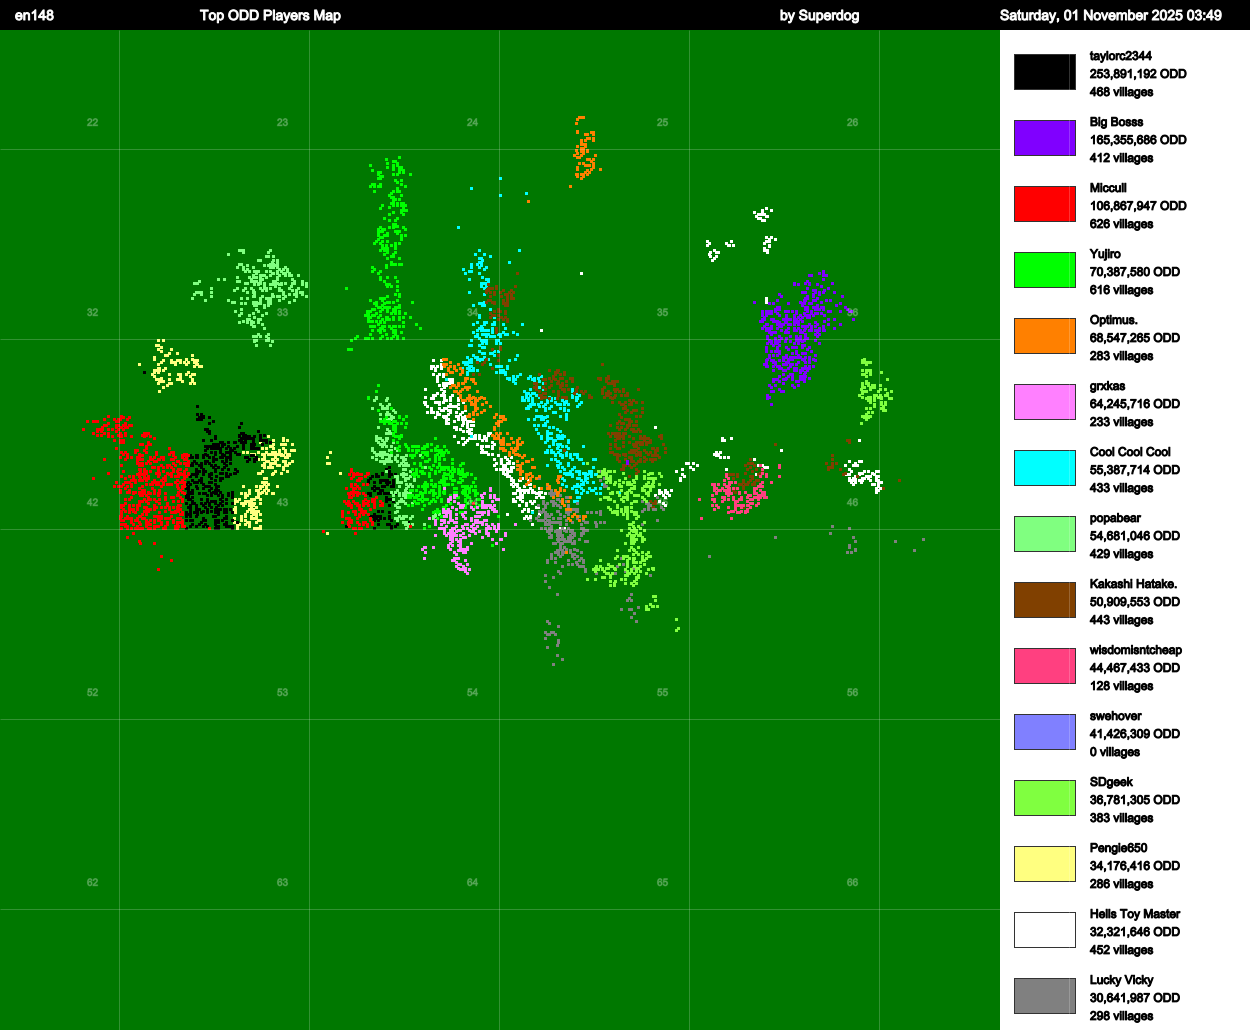 en148 Top ODD Players Map by Superdog Saturday, 01 November 2025 03:49
taylorc2344
253,891,192 ODD
468 villages
Big Bosss
165,355,686 ODD
412 villages
Miccull
106,867,947 ODD
626 villages
Yujiro
70,387,580 ODD
616 villages
Optimus.
68,547,265 ODD
283 villages
grxkas
64,245,716 ODD
233 villages
Cool Cool Cool
55,387,714 ODD
433 villages
popabear
54,681,046 ODD
429 villages
Kakashi Hatake.
50,909,553 ODD
443 villages
wisdomisntcheap
44,467,433 ODD
128 villages
swehover
41,426,309 ODD
0 villages
SDgeek
36,781,305 ODD
383 villages
Pengie650
34,176,416 ODD
286 villages
Hells Toy Master
32,321,646 ODD
452 villages
Lucky Vicky
30,641,987 ODD
298 villages
22 23 24 25 26
32 33 34 35 36
42 43 46
52 53 54 55 56
62 63 64 65 66